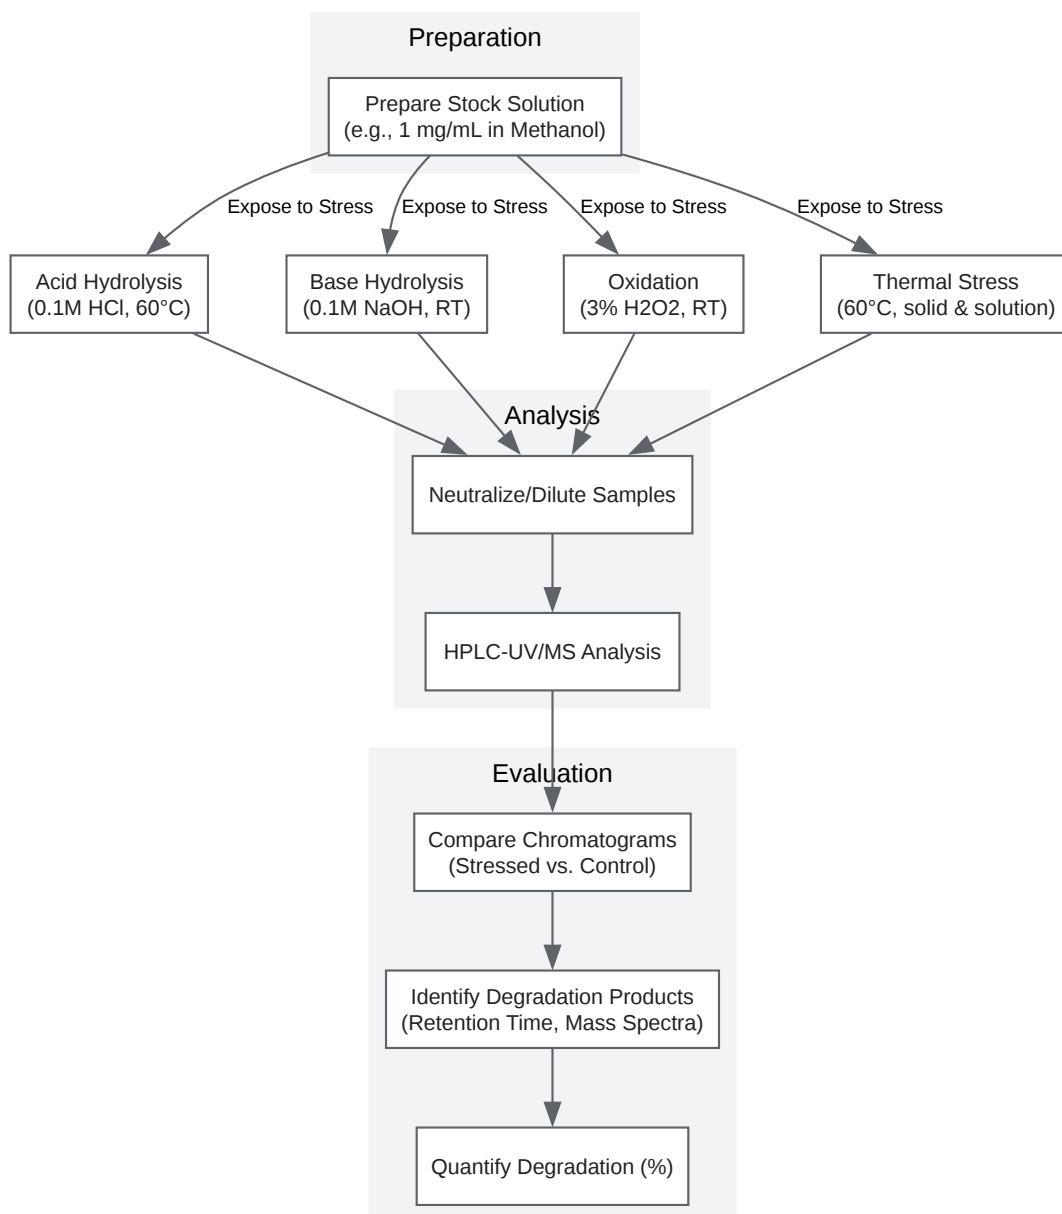 Preparation
Prepare Stock Solution
(e.g., 1 mg/mL in Methanol)
Expose to Stress
Expose to Stress
Expose to Stress
Expose to Stress
Acid Hydrolysis
(0.1M HCl, 60°C)
Base Hydrolysis
(0.1M NaOH, RT)
Oxidation
(3% H2O2, RT)
Thermal Stress
(60°C, solid & solution)
Analysis
Neutralize/Dilute Samples
HPLC-UV/MS Analysis
Evaluation
Compare Chromatograms
(Stressed vs. Control)
Identify Degradation Products
(Retention Time, Mass Spectra)
Quantify Degradation (%)